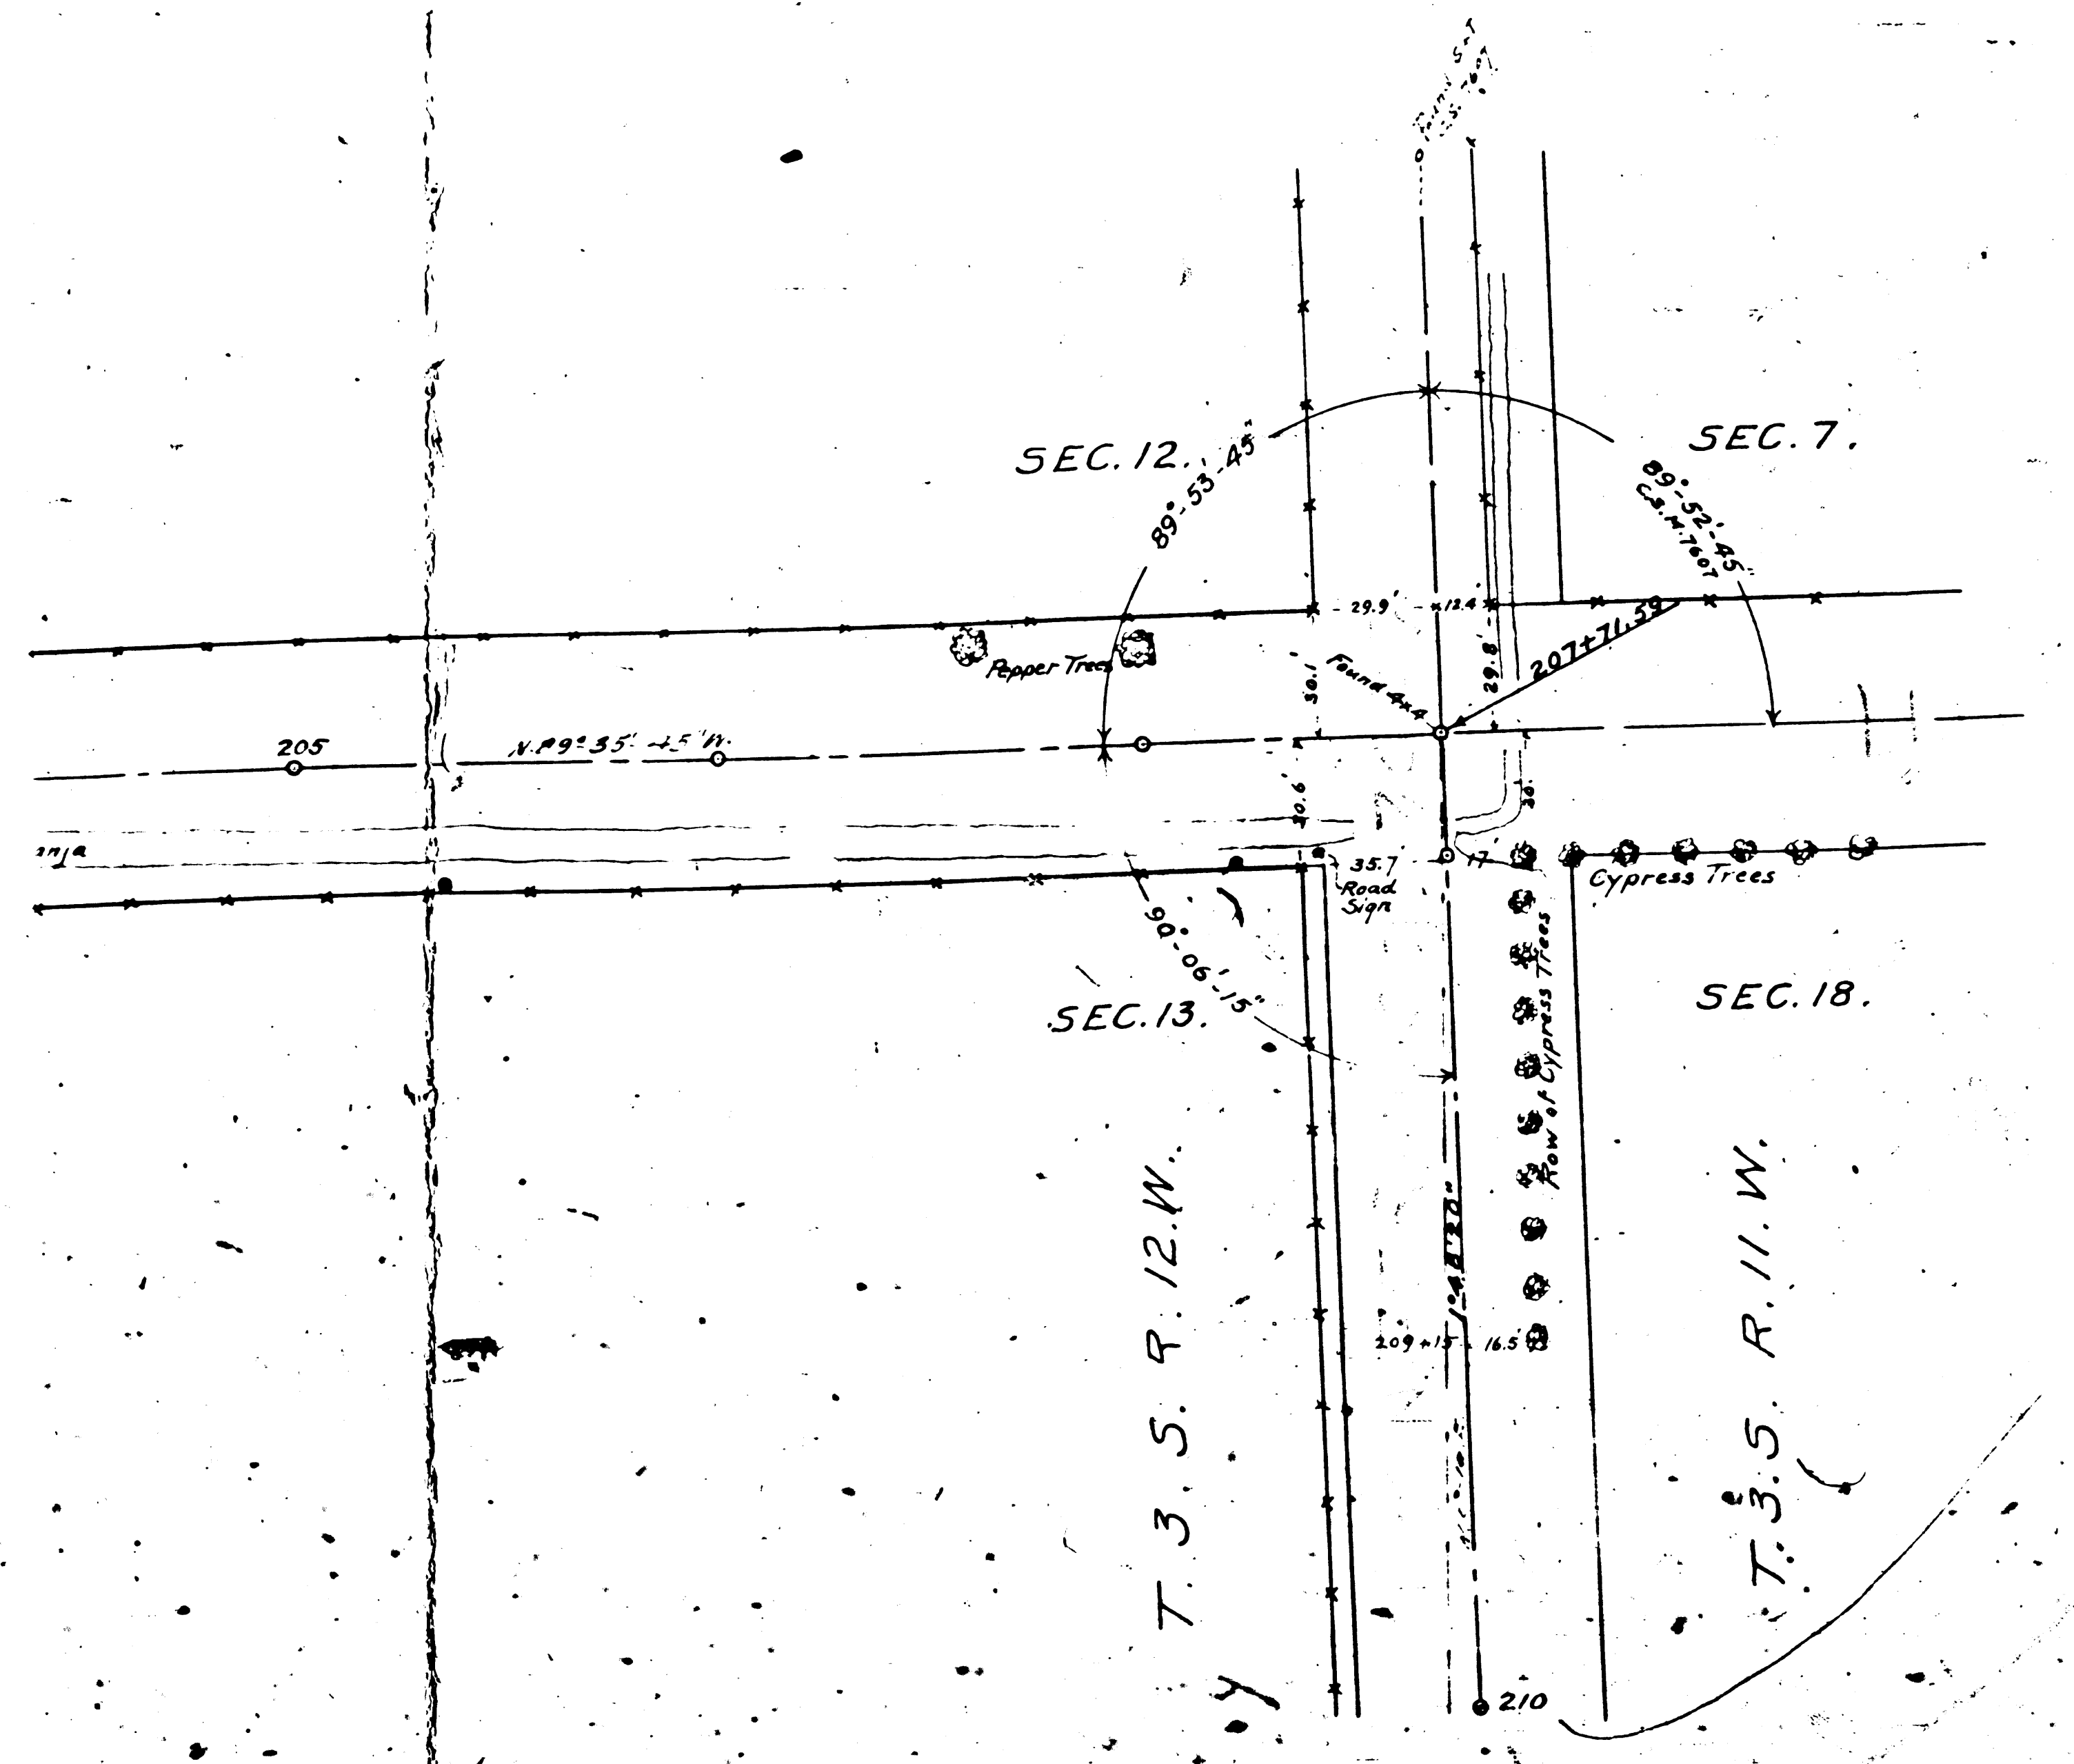 SEC. 12.
SEC. 7.
89°-53'-45"
89°-52'-45"
C.S.M. 7607
29.9'
12.4'
207+71.59
29.8'
30.1
Found 4x4
Pepper Trees
205
N.89°-35'-45"W.
30.6'
30.
35.7'
17'
Road
Sign
Cypress Trees
Row of Cypress Trees
90°-06'-15"
SEC. 13.
SEC. 18.
T. 3. S. R. 12. W.
T. 3. S. R. 11. W.
209+15
16.5'
210